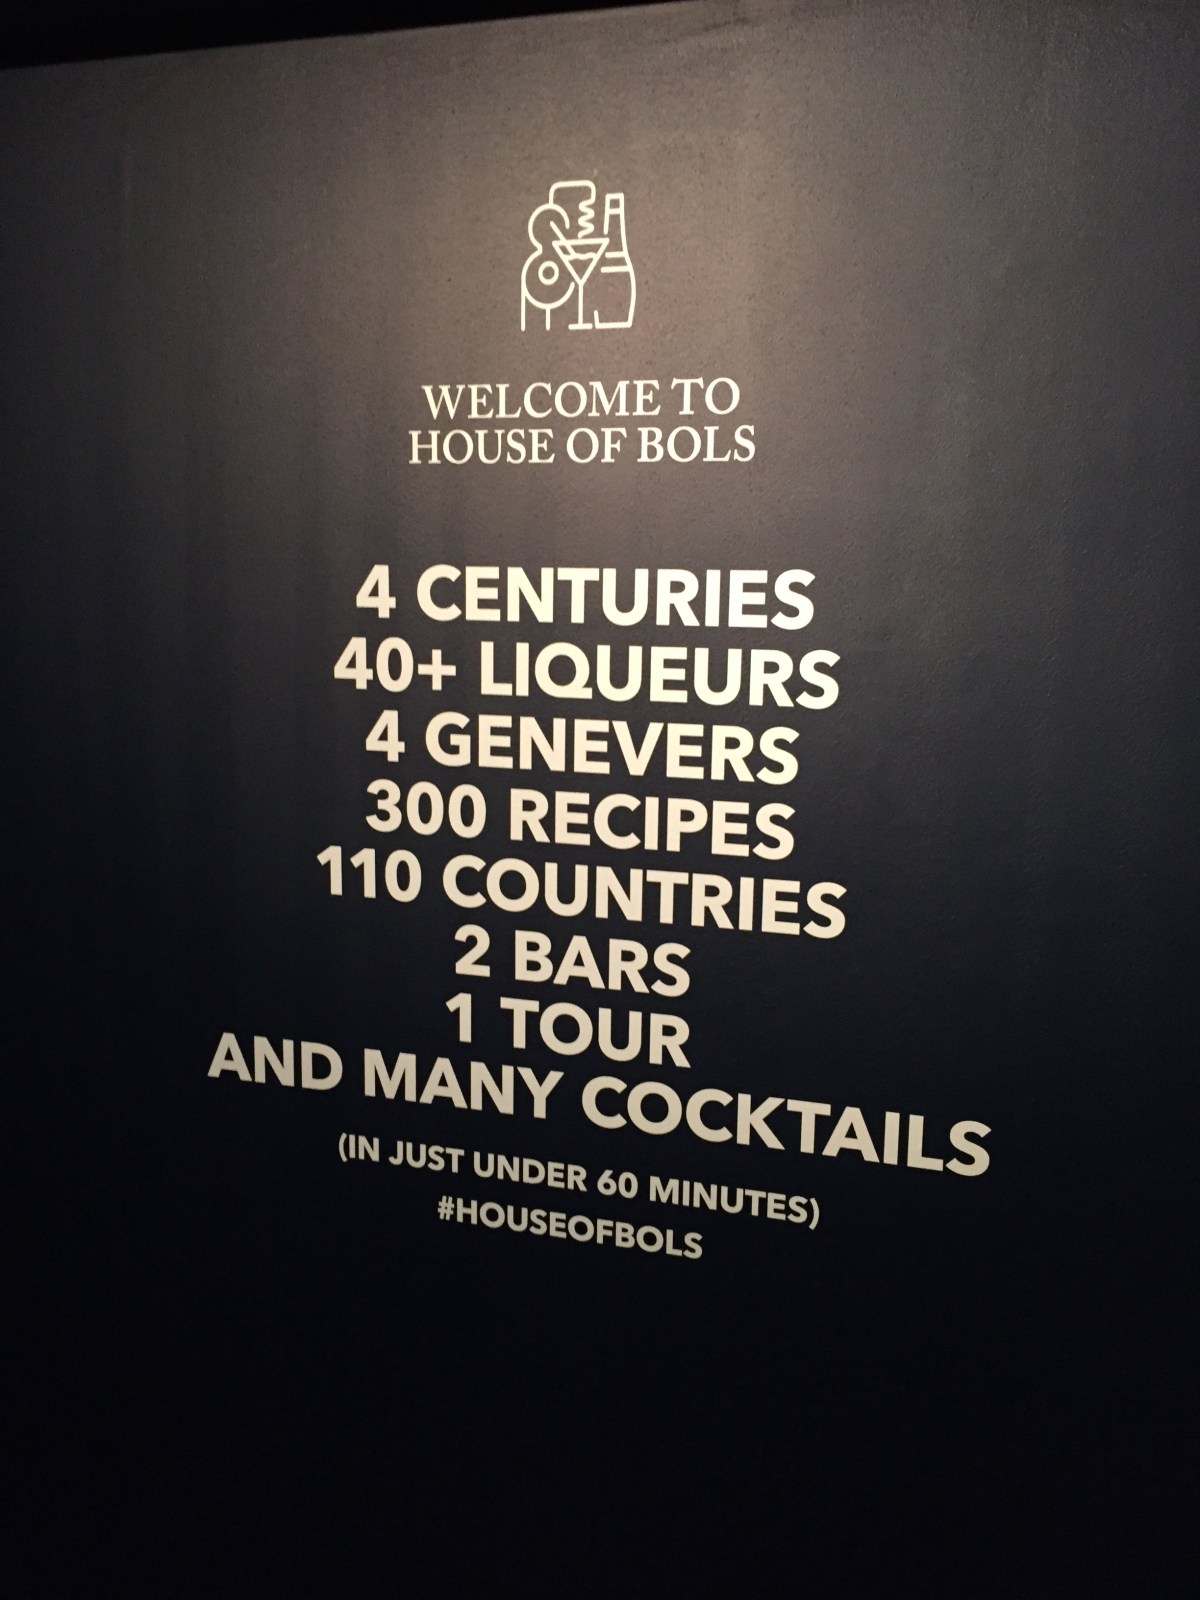 WELCOME TO
HOUSE OF BOLS
4 CENTURIES
40+ LIQUEURS
4 GENEVERS
300 RECIPES
110 COUNTRIES
2 BARS
1 TOUR
AND MANY COCKTAILS
(IN JUST UNDER 60 MINUTES)
#HOUSEOFBOLS